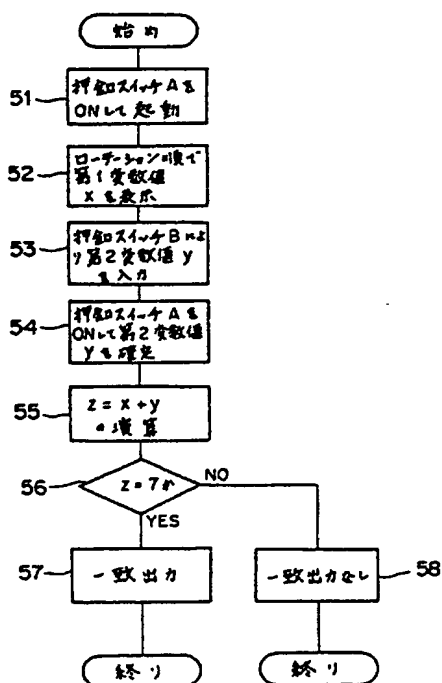 始め
51
押釦スイッチAを
ONして起動
52
ローテーション順で
第1変数値
xを表示
53
押釦スイッチBによ
り第2変数値y
を入力
54
押釦スイッチAを
ONして第2変数値
yを確定
55
z=x+y
の演算
56
z=7か
NO
YES
57
一致出力
一致出力なし
58
終り
終り